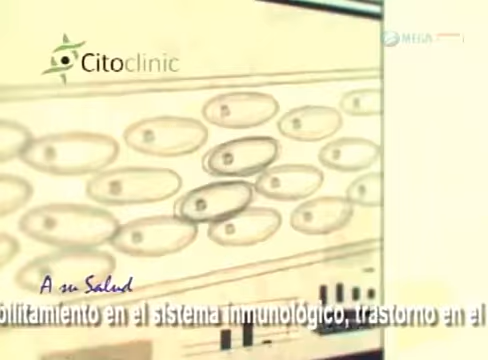 MEGA
Citoclinic
A su Salud
bilitamiento en el sistema inmunológico, trastorno en el